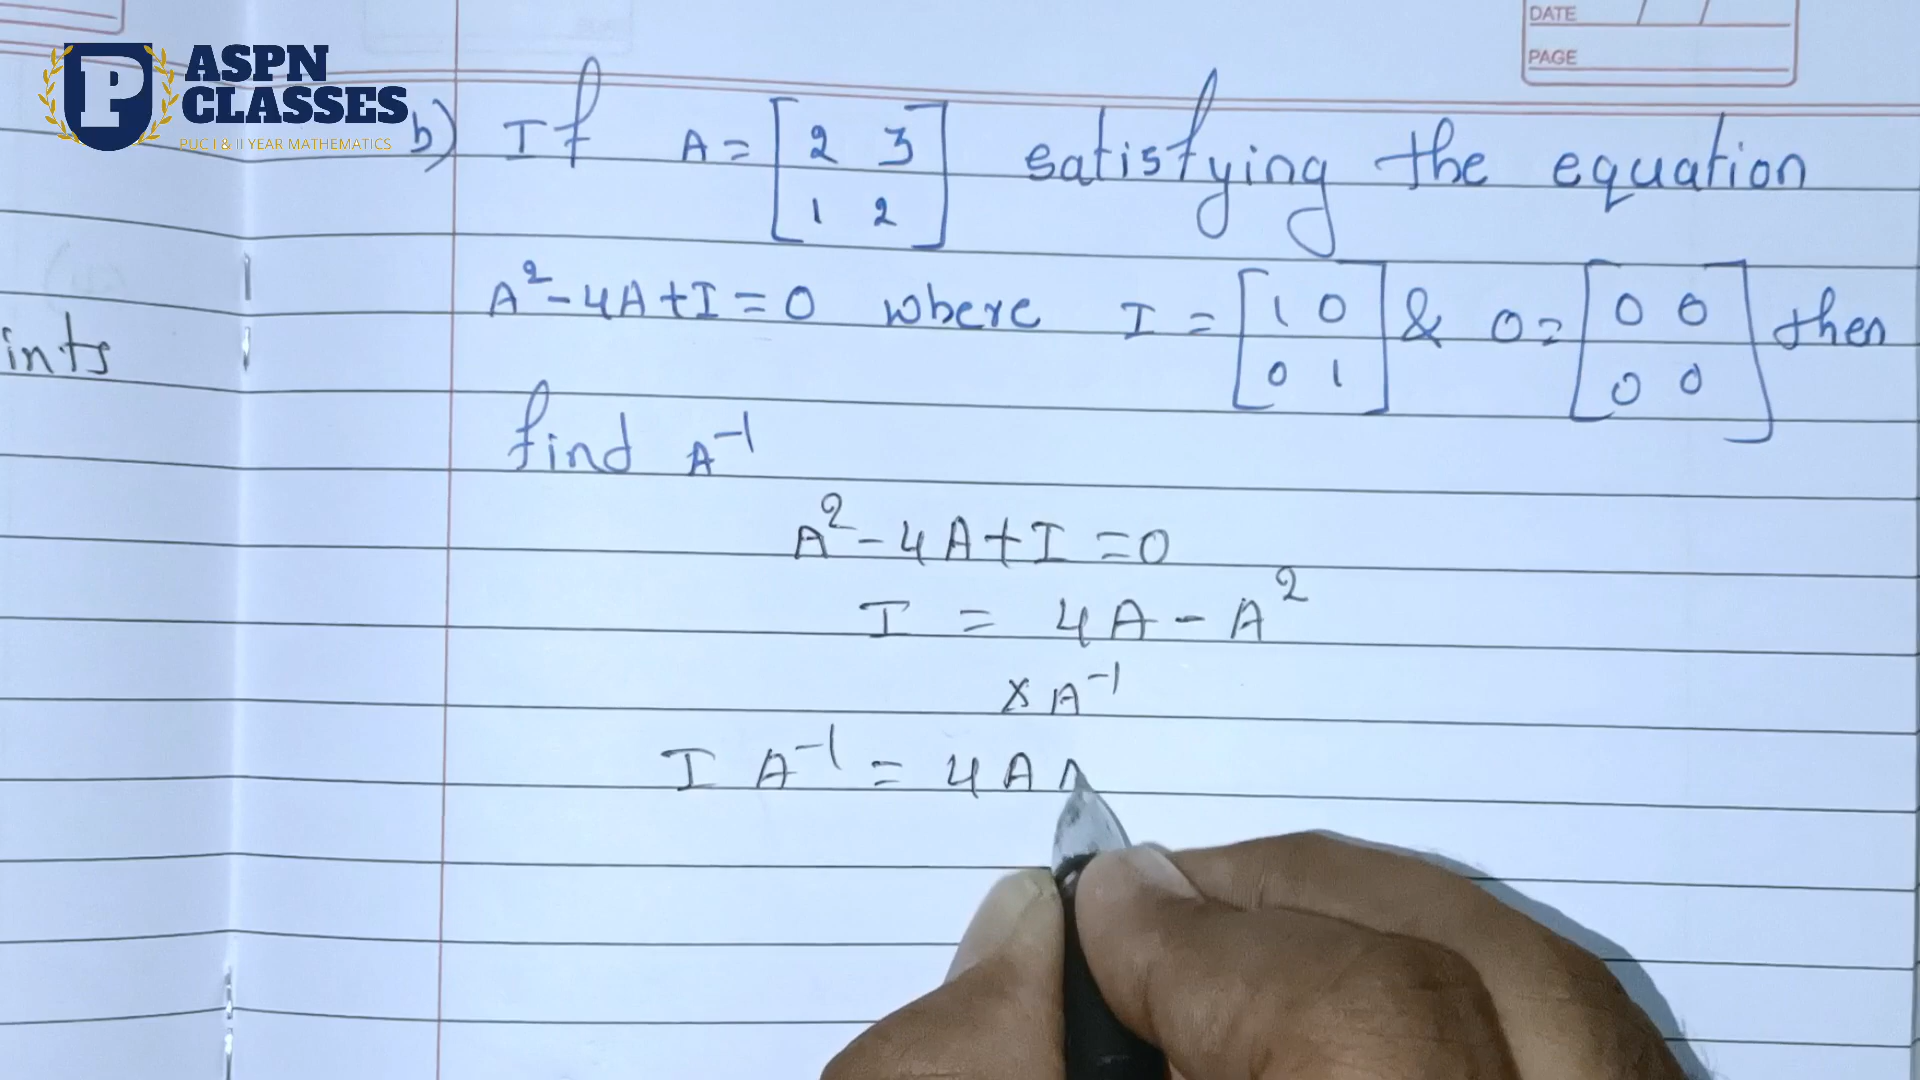 DATE / /
PAGE
P ASPN
CLASSES
PUC I & II YEAR MATHEMATICS
b) If A = [2 3
1 2] satisfying the equation
A² - 4A + I = 0 where I = [1 0
0 1] & 0 = [0 0
0 0] then
ints
find A⁻¹
A² - 4A + I = 0
I = 4A - A²
× A⁻¹
I A⁻¹ = 4 A A